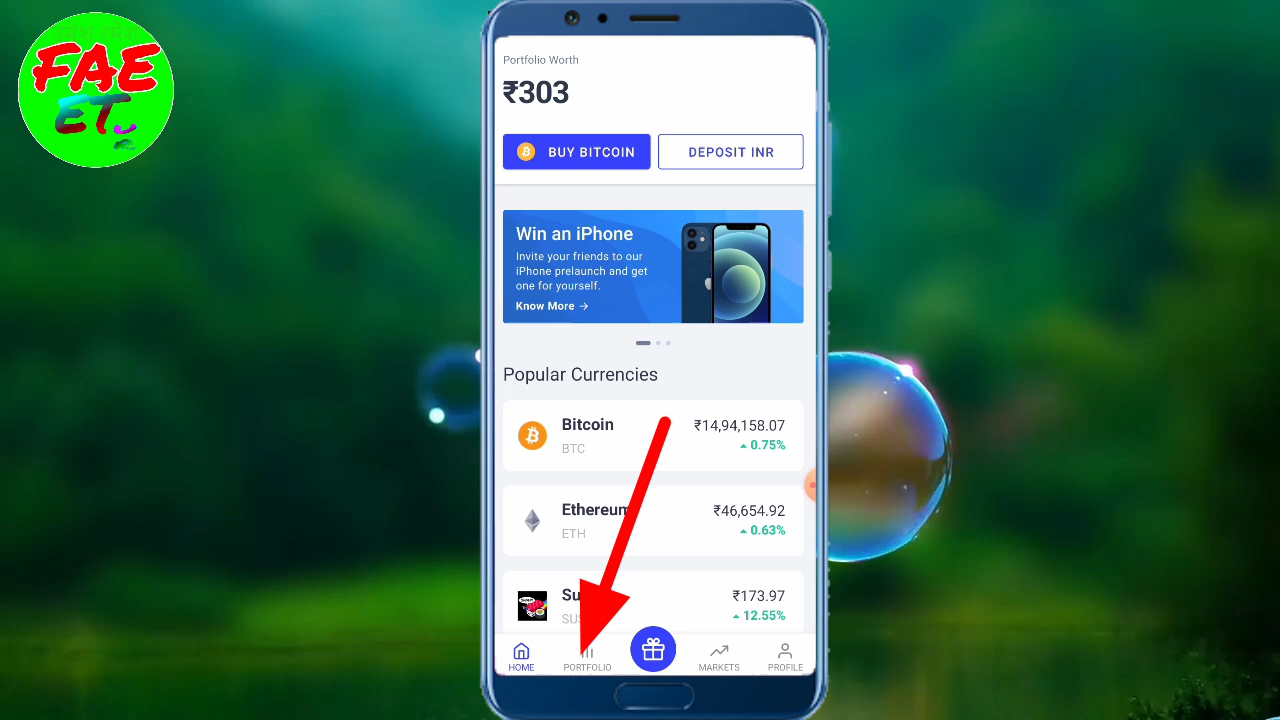 FAE
ET
Portfolio Worth
₹303
BUY BITCOIN
DEPOSIT INR
Win an iPhone
Invite your friends to our
iPhone prelaunch and get
one for yourself.
Know More →
Popular Currencies
Bitcoin
₹14,94,158.07
BTC
0.75%
Ethereum
₹46,654.92
ETH
0.63%
₹173.97
12.55%
HOME
PORTFOLIO
MARKETS
PROFILE